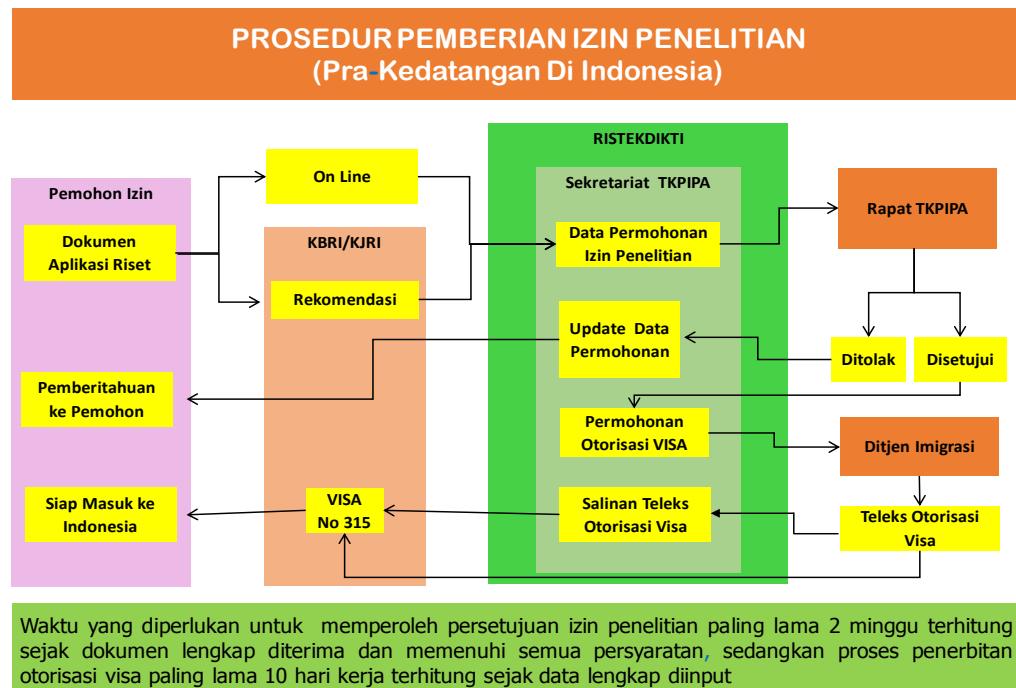 PROSEDUR PEMBERIAN IZIN PENELITIAN
(Pra-Kedatangan Di Indonesia)
Pemohon Izin
Dokumen
Aplikasi Riset
Pemberitahuan
ke Pemohon
Siap Masuk ke
Indonesia
On Line
KBRI/KJRI
Rekomendasi
VISA
No 315
RISTEKDIKTI
Sekretariat TKPIPA
Data Permohonan
Izin Penelitian
Update Data
Permohonan
Permohonan
Otorisasi VISA
Salinan Teleks
Otorisasi Visa
Rapat TKPIPA
Ditolak
Disetujui
Ditjen Imigrasi
Teleks Otorisasi
Visa
Waktu yang diperlukan untuk memperoleh persetujuan izin penelitian paling lama 2 minggu terhitung
sejak dokumen lengkap diterima dan memenuhi semua persyaratan, sedangkan proses penerbitan
otorisasi visa paling lama 10 hari kerja terhitung sejak data lengkap diinput